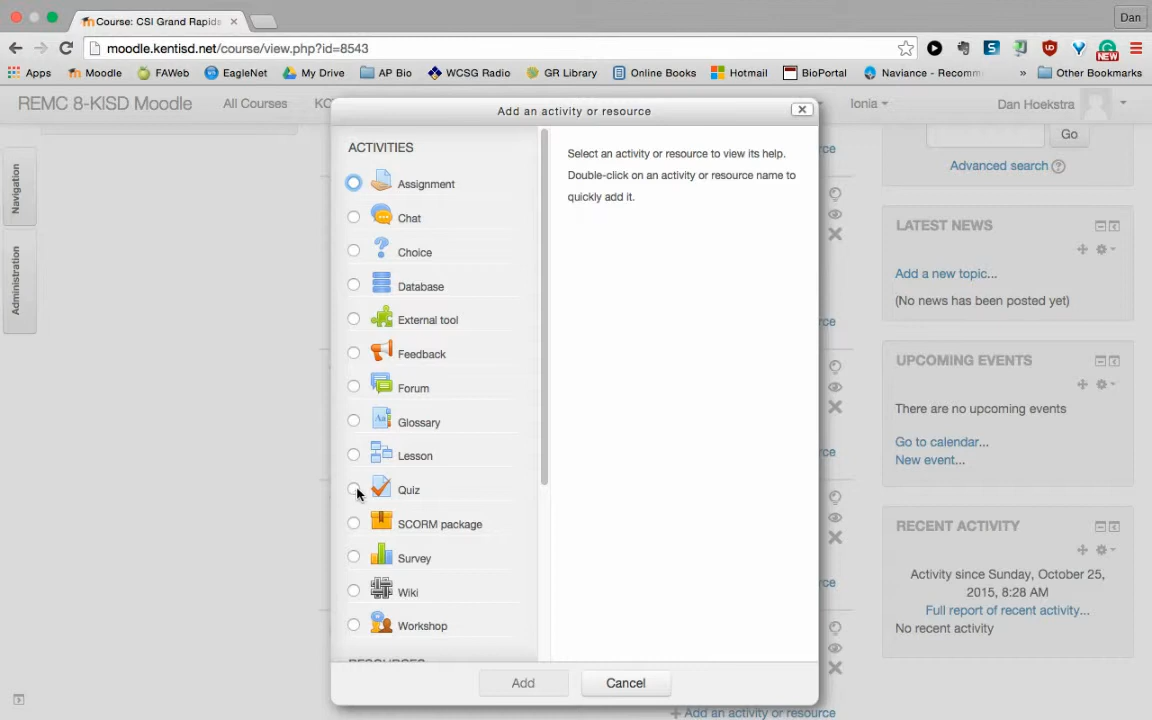 Course: CSI Grand Rapids
Dan
moodle.kentisd.net/course/view.php?id=8543
NEW
Apps
Moodle
FAWeb
EagleNet
My Drive
AP Bio
WCSG Radio
GR Library
Online Books
Hotmail
BioPortal
Naviance - Recomm
»
Other Bookmarks
REMC 8-KISD Moodle
All Courses
Ionia
Dan Hoekstra
Add an activity or resource
Navigation
Administration
ACTIVITIES
Assignment
Chat
Choice
Database
External tool
Feedback
Forum
Glossary
Lesson
Quiz
SCORM package
Survey
Wiki
Workshop
Select an activity or resource to view its help.
Double-click on an activity or resource name to
quickly add it.
Add
Cancel
Go
Advanced search
LATEST NEWS
Add a new topic...
(No news has been posted yet)
UPCOMING EVENTS
There are no upcoming events
Go to calendar...
New event...
RECENT ACTIVITY
Activity since Sunday, October 25,
2015, 8:28 AM
Full report of recent activity...
No recent activity
Add an activity or resource